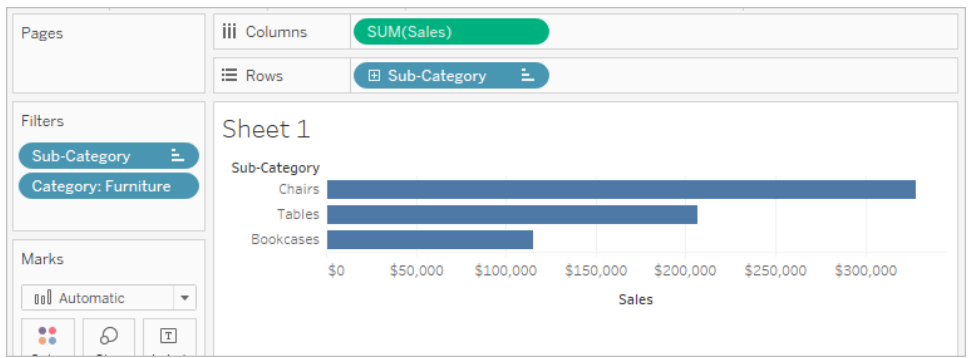 Pages
Columns
SUM(Sales)
Rows
Sub-Category
Filters
Sub-Category
Category: Furniture
Marks
Automatic
Sheet 1
Sub-Category
Chairs
Tables
Bookcases
$0 $50,000 $100,000 $150,000 $200,000 $250,000 $300,000
Sales